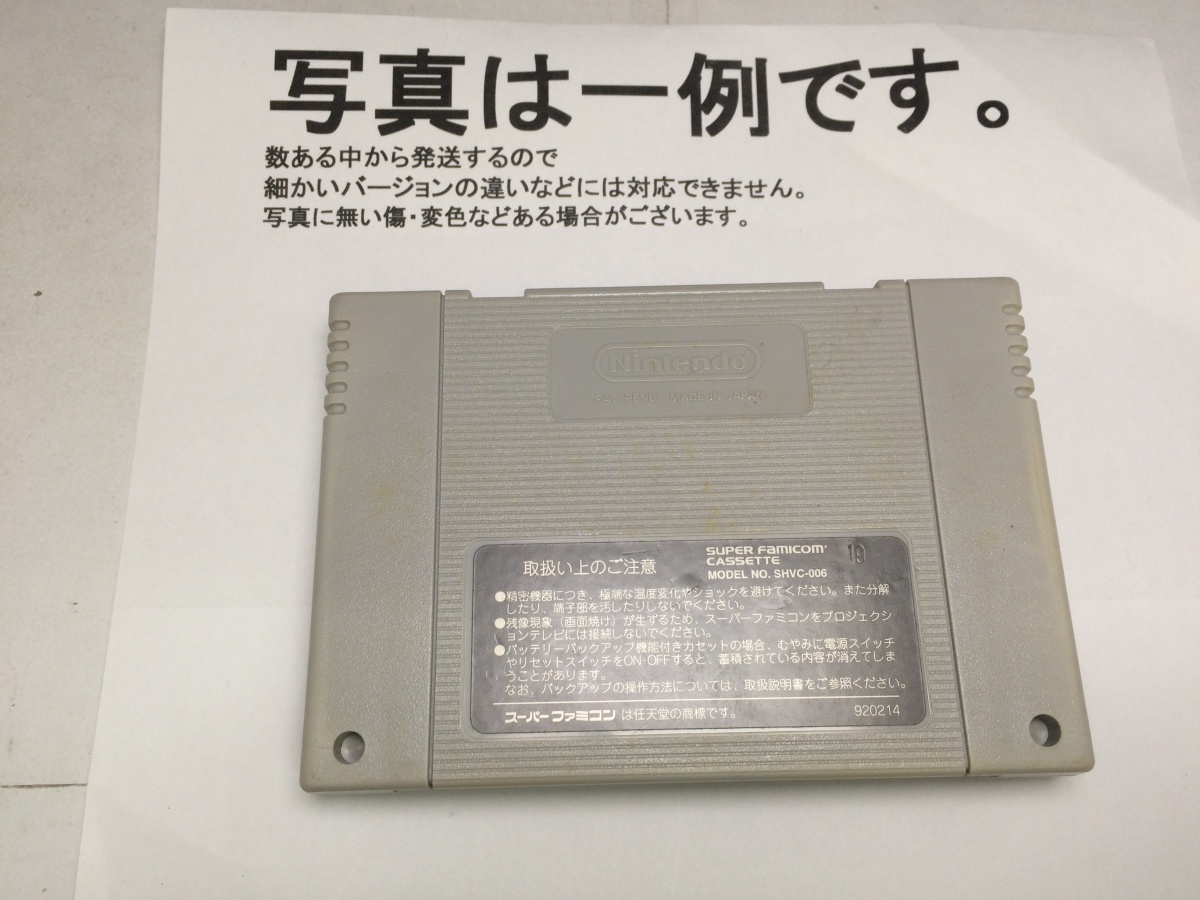 写真は一例です。
数ある中から発送するので
細かいバージョンの違いなどには対応できません。
写真に無い傷・変色などある場合がございます。
Nintendo
PAT. PEND. MADE IN JAPAN
取扱い上のご注意
SUPER FAMICOM
CASSETTE
MODEL NO. SHVC-006
19
●精密機器につき、極端な温度変化やショックを避けてください。また分解
したり、端子部を汚したりしないでください。
●残像現象(画面焼け)が生ずるため、スーパーファミコンをプロジェクシ
ョンテレビには接続しないでください。
●バッテリーバックアップ機能付きカセットの場合、むやみに電源スイッチ
やリセットスイッチをON・OFFすると、蓄積されている内容が消えてしま
うことがあります。
なお、バックアップの操作方法については、取扱説明書をご参照ください。
スーパーファミコンは任天堂の商標です。
920214